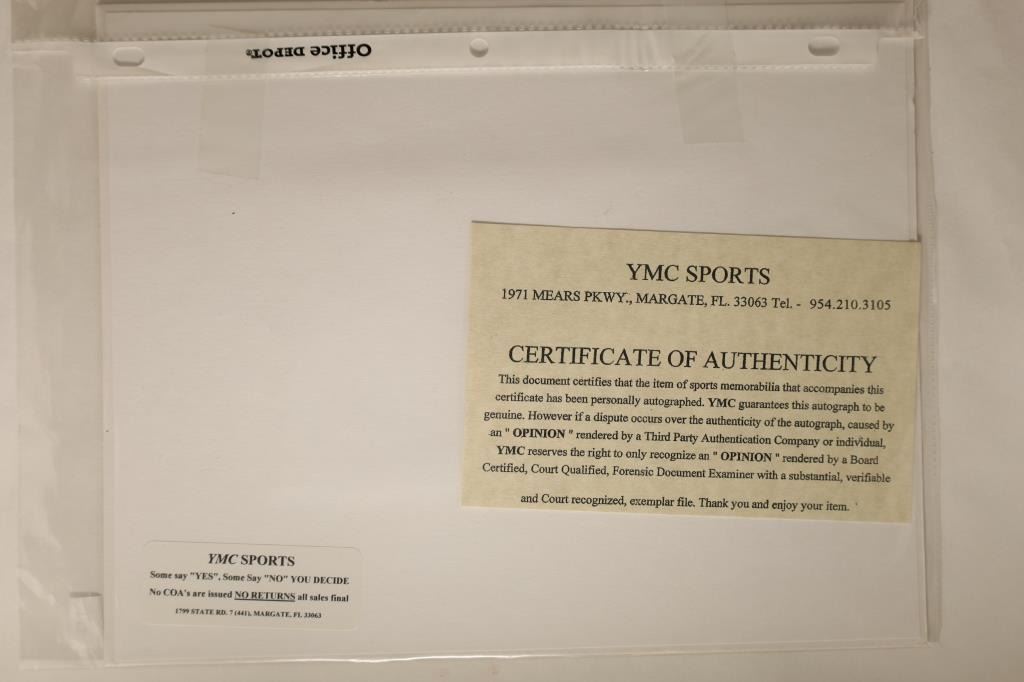 Office DEPOT®
YMC SPORTS
1971 MEARS PKWY., MARGATE, FL. 33063 Tel. - 954.210.3105
CERTIFICATE OF AUTHENTICITY
This document certifies that the item of sports memorabilia that accompanies this
certificate has been personally autographed. YMC guarantees this autograph to be
genuine. However if a dispute occurs over the authenticity of the autograph, caused by
an " OPINION " rendered by a Third Party Authentication Company or individual,
YMC reserves the right to only recognize an " OPINION " rendered by a Board
Certified, Court Qualified, Forensic Document Examiner with a substantial, verifiable
and Court recognized, exemplar file. Thank you and enjoy your item.
YMC SPORTS
Some say "YES", Some Say "NO" YOU DECIDE
No COA's are issued NO RETURNS all sales final
1799 STATE RD. 7 (441), MARGATE, FL 33063